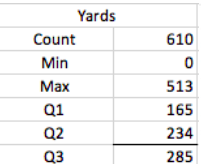 Yards
Count 610
Min 0
Max 513
Q1 165
Q2 234
Q3 285